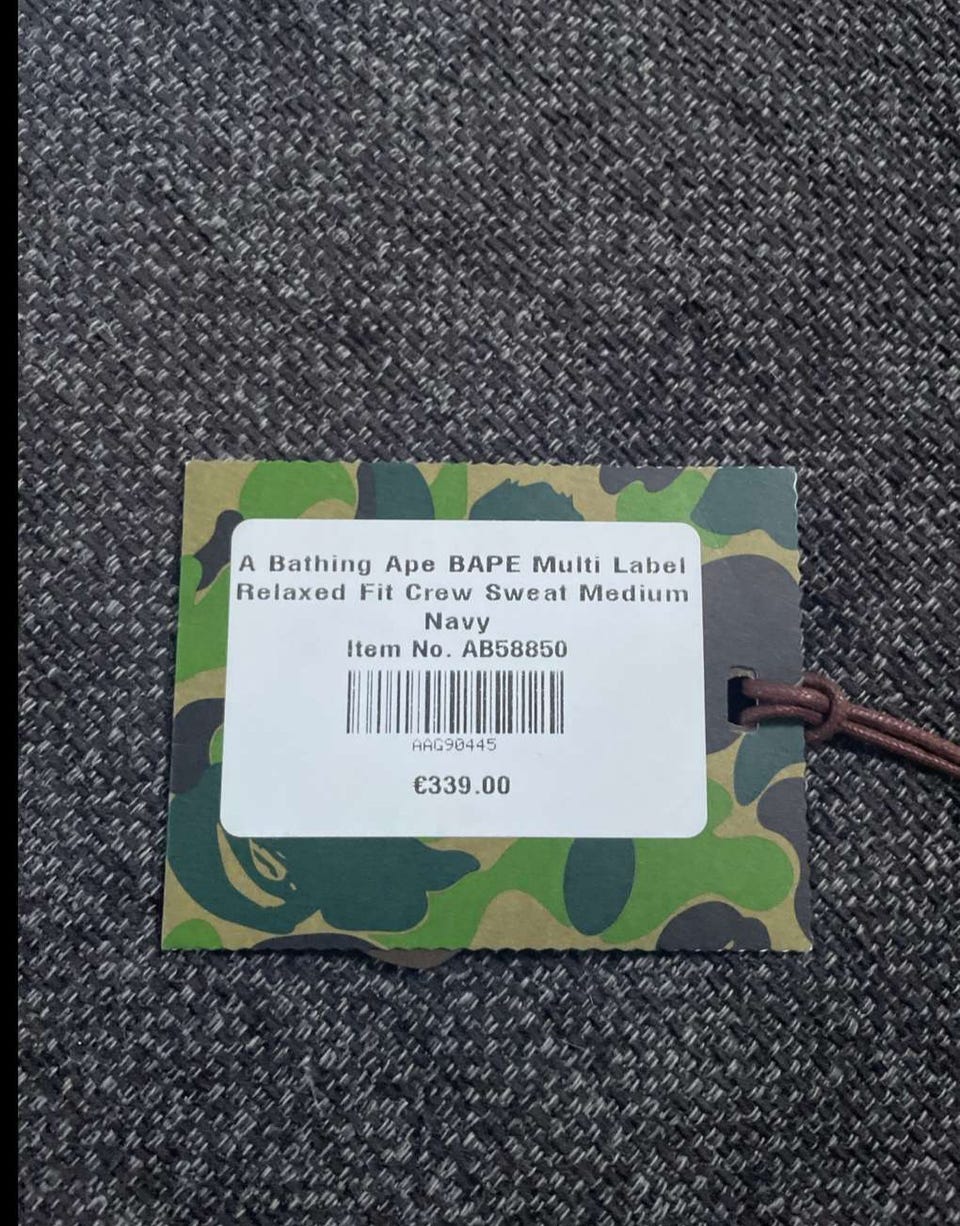 A Bathing Ape BAPE Multi Label
Relaxed Fit Crew Sweat Medium
Navy
Item No. AB58850
AAG90445
€339.00